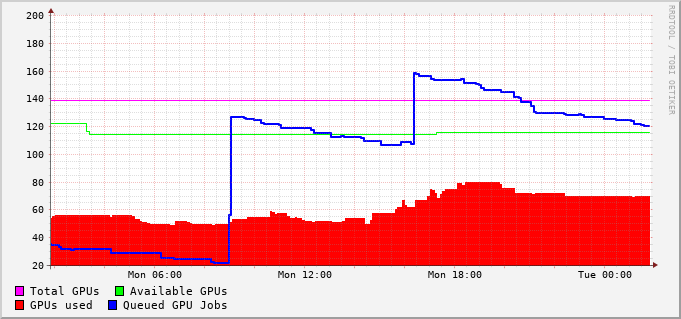 200
180
160
140
120
100
80
60
40
20
Mon 06:00 Mon 12:00 Mon 18:00 Tue 00:00
Total GPUs Available GPUs
GPUs used Queued GPU Jobs
RRDTOOL / TOBI OETIKER